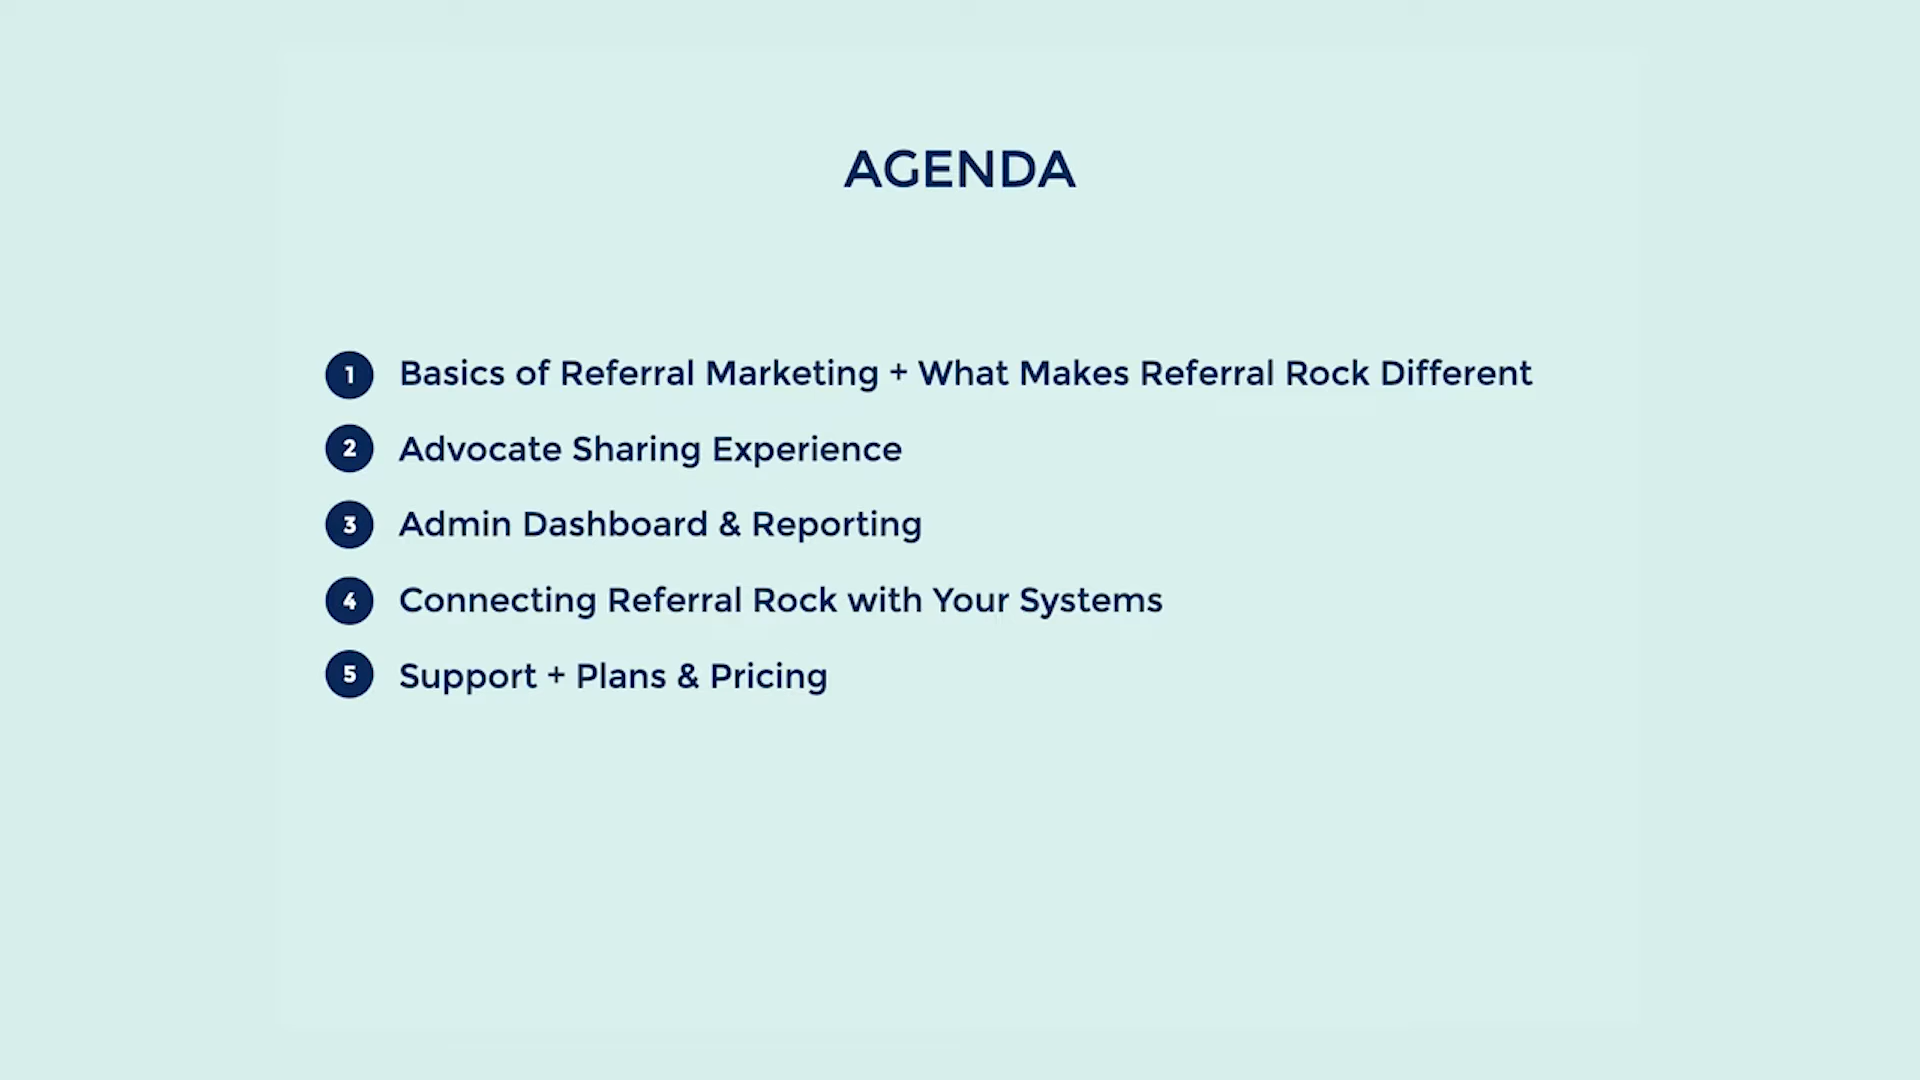 AGENDA
1 Basics of Referral Marketing + What Makes Referral Rock Different
2 Advocate Sharing Experience
3 Admin Dashboard & Reporting
4 Connecting Referral Rock with Your Systems
5 Support + Plans & Pricing